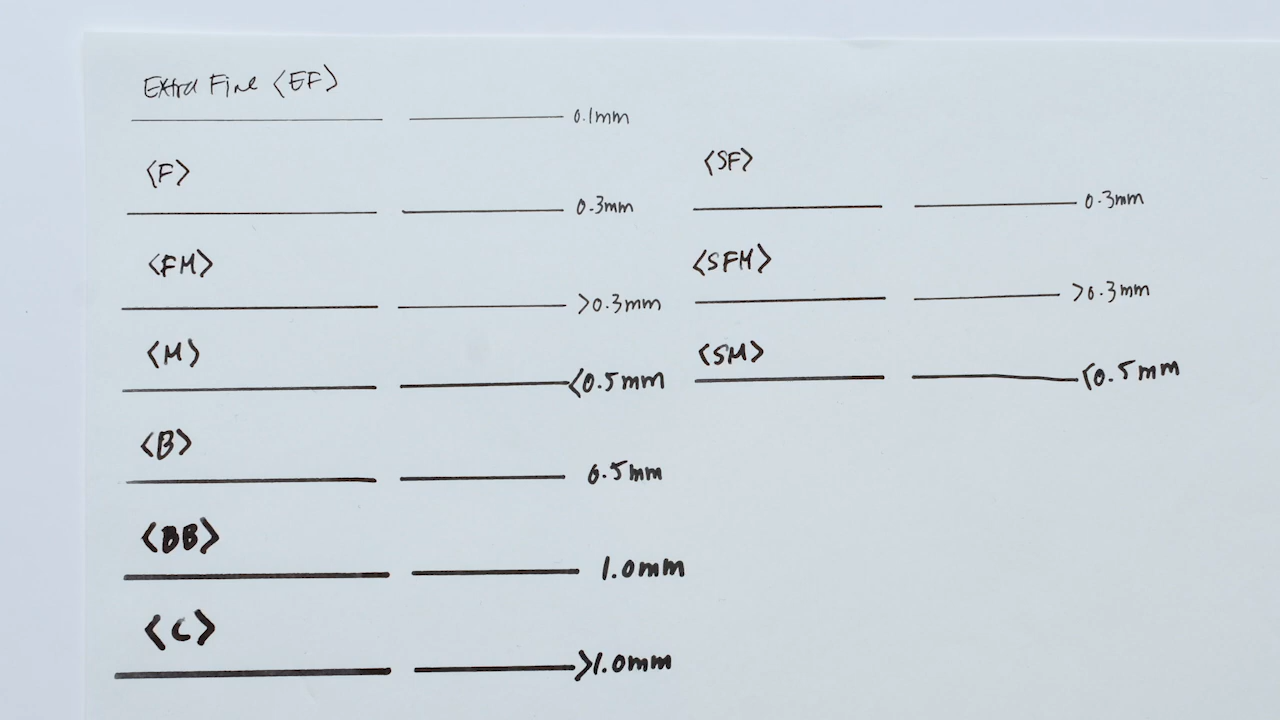 Extra Fine <EF>
0.1mm
<F>
0.3mm
<FM>
>0.3mm
<M>
<0.5mm
<B>
0.5mm
<BB>
1.0mm
<C>
>1.0mm
<SF>
0.3mm
<SFM>
>0.3mm
<SM>
<0.5mm